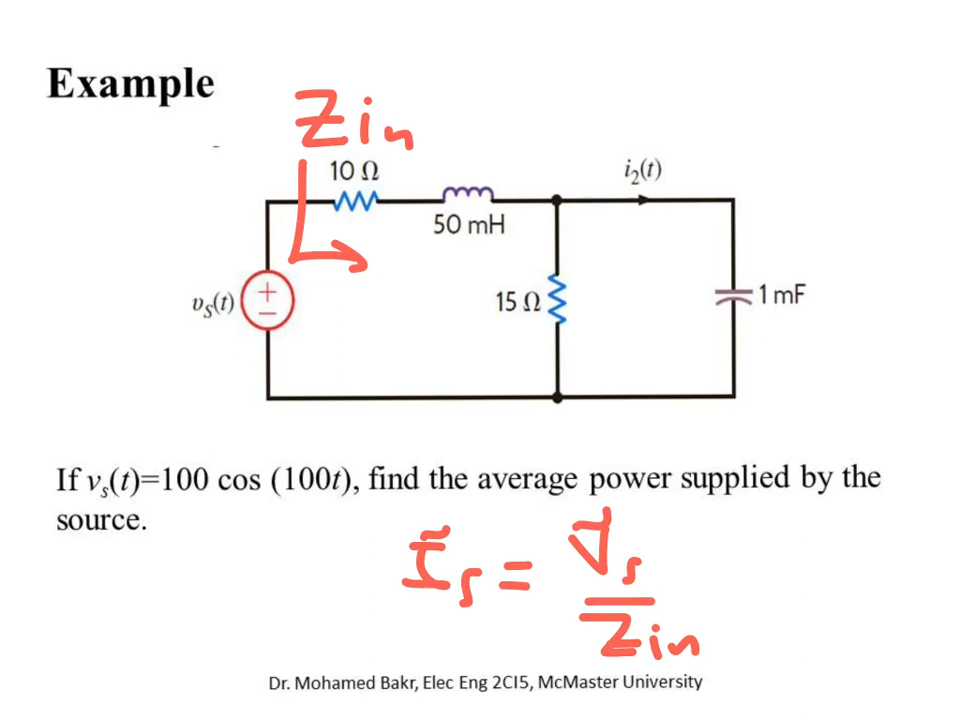 Example
Zin
10 Ω
i₂(t)
50 mH
υS(t)
+
−
15 Ω
1 mF
If vₛ(t)=100 cos (100t), find the average power supplied by the
source.
Ĩs = Ṽs / Zin
Dr. Mohamed Bakr, Elec Eng 2CI5, McMaster University